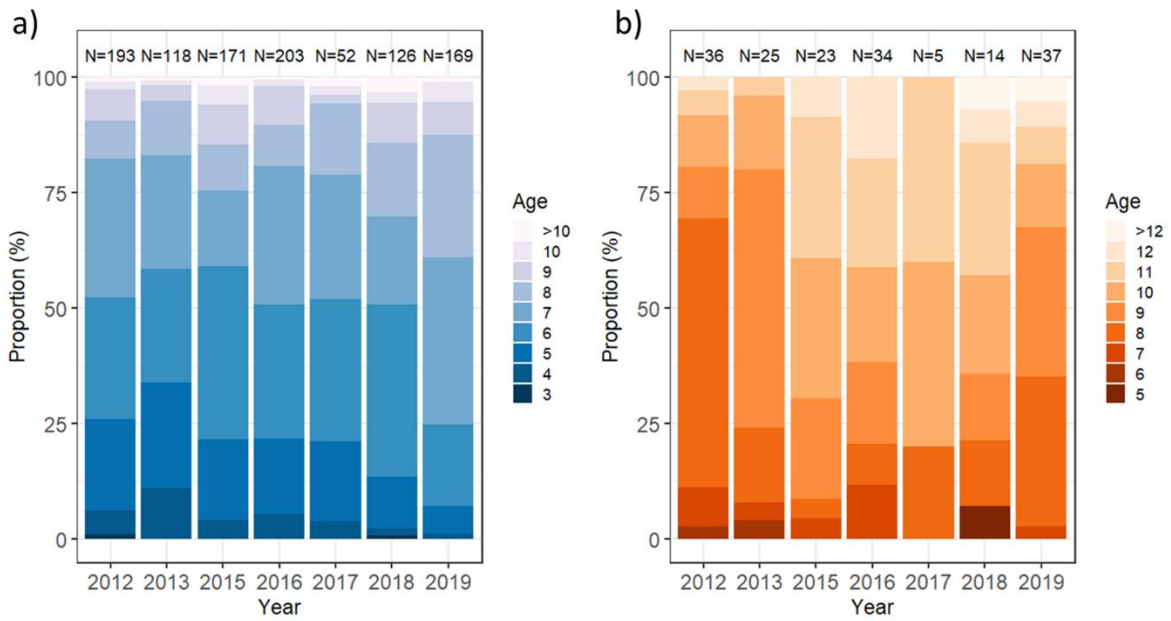 a)
N=193 N=118 N=171 N=203 N=52 N=126 N=169
100
75
50
25
0
Proportion (%)
2012 2013 2015 2016 2017 2018 2019
Year
Age
>10
10
9
8
7
6
5
4
3
b)
N=36 N=25 N=23 N=34 N=5 N=14 N=37
100
75
50
25
0
Proportion (%)
2012 2013 2015 2016 2017 2018 2019
Year
Age
>12
12
11
10
9
8
7
6
5